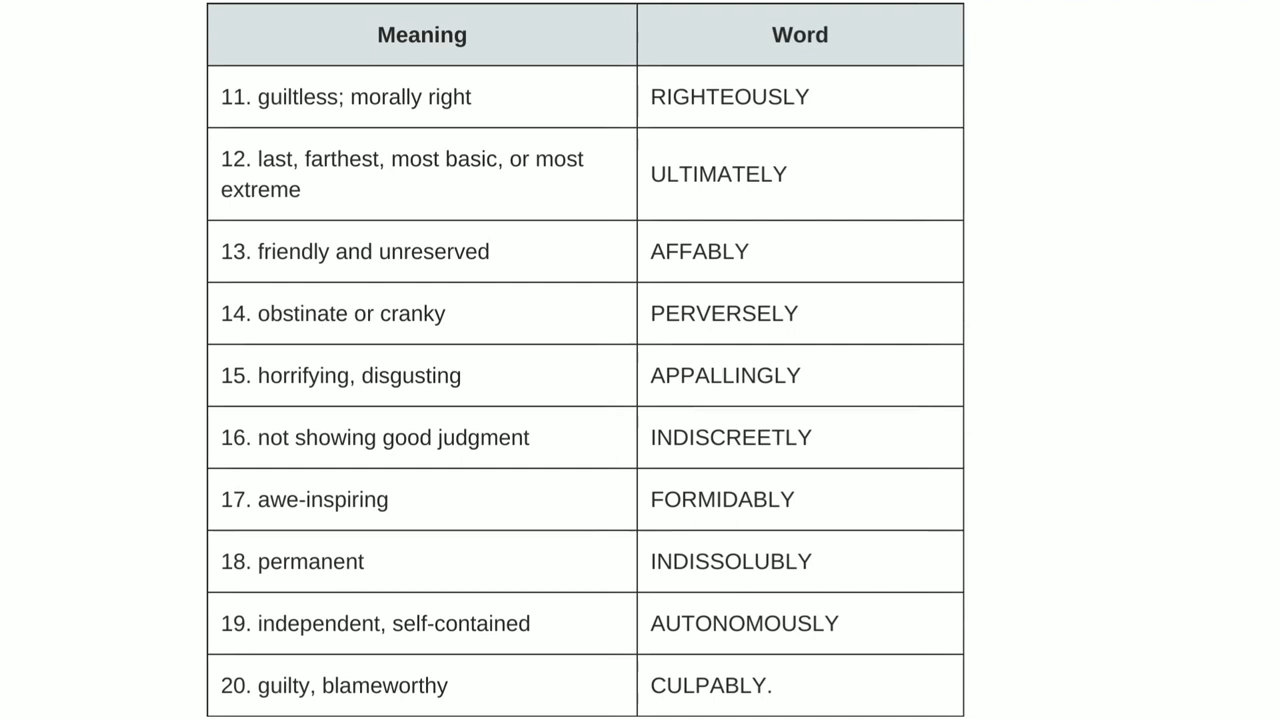 Meaning Word
11. guiltless; morally right RIGHTEOUSLY
12. last, farthest, most basic, or most
extreme ULTIMATELY
13. friendly and unreserved AFFABLY
14. obstinate or cranky PERVERSELY
15. horrifying, disgusting APPALLINGLY
16. not showing good judgment INDISCREETLY
17. awe-inspiring FORMIDABLY
18. permanent INDISSOLUBLY
19. independent, self-contained AUTONOMOUSLY
20. guilty, blameworthy CULPABLY.